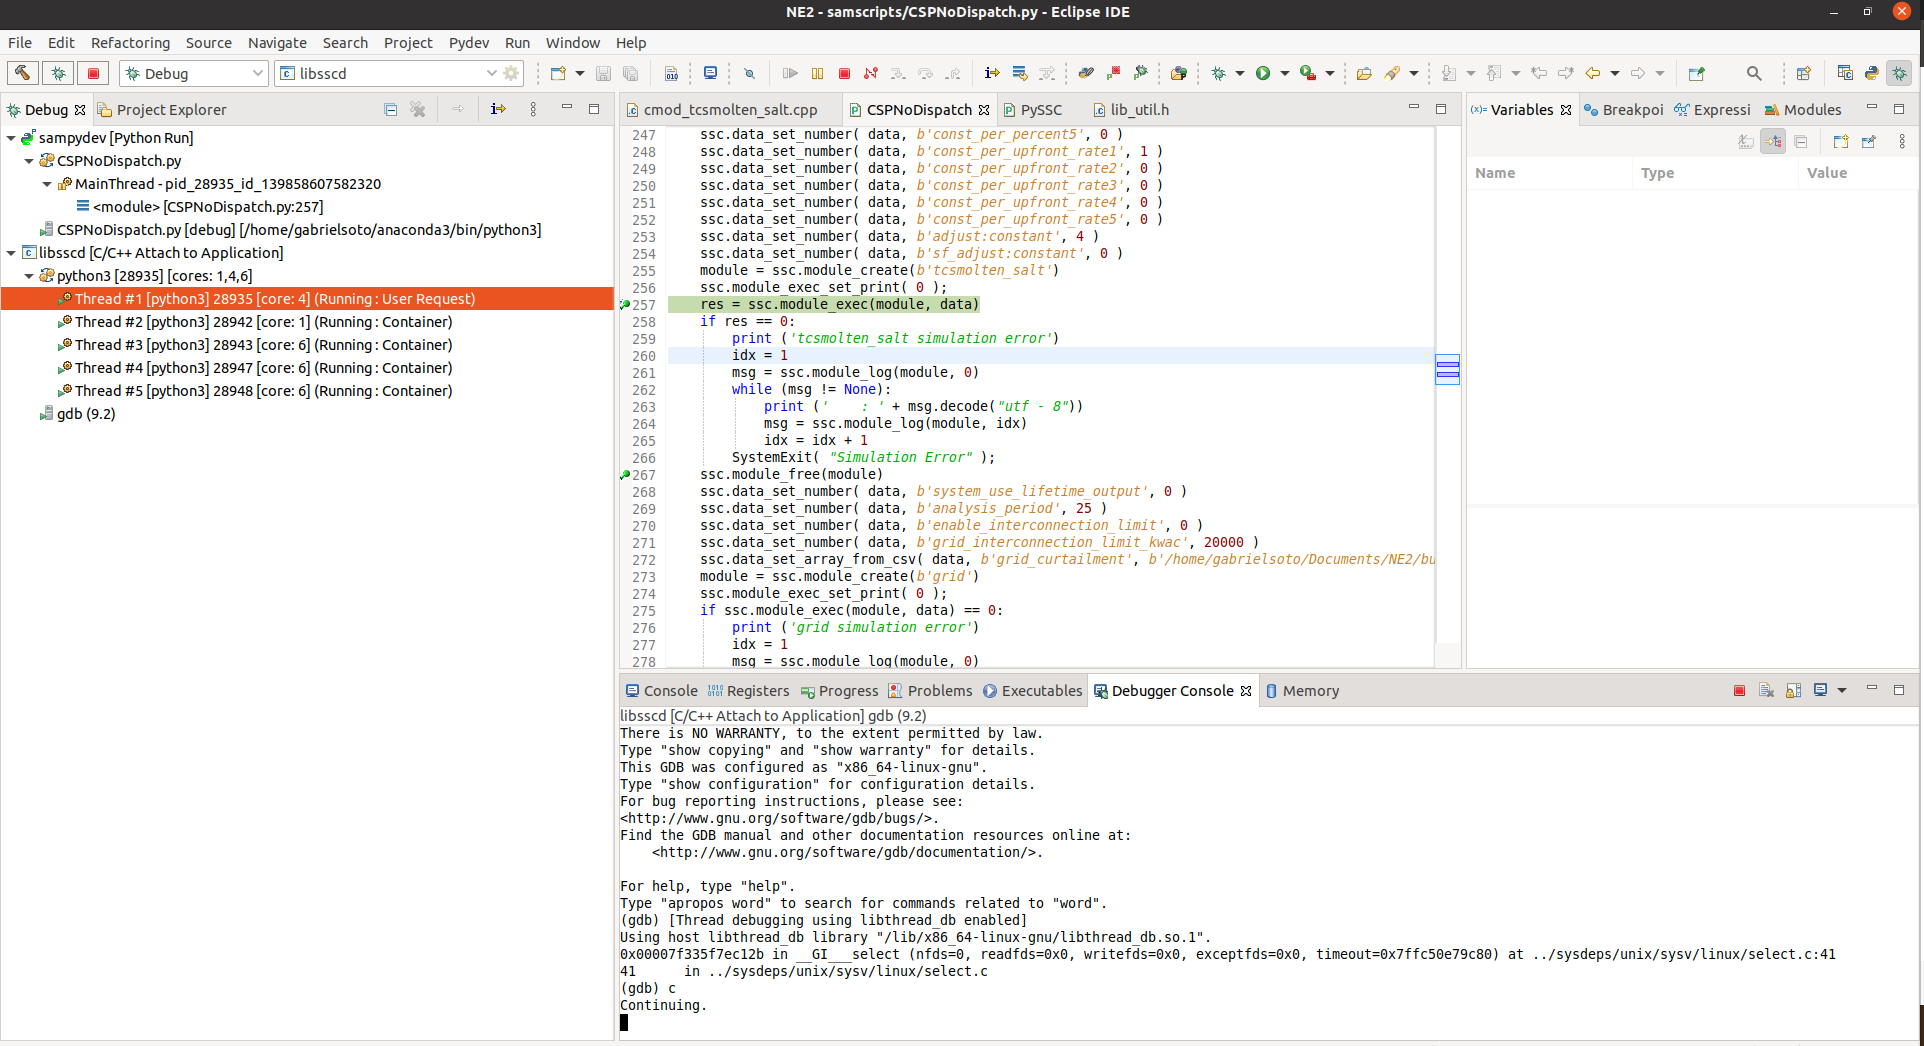 NE2 - samscripts/CSPNoDispatch.py - Eclipse IDE
File Edit Refactoring Source Navigate Search Project Pydev Run Window Help
Debug libsscd
Debug Project Explorer
sampydev [Python Run]
CSPNoDispatch.py
MainThread - pid_28935_id_139858607582320
<module> [CSPNoDispatch.py:257]
CSPNoDispatch.py [debug] [/home/gabrielsoto/anaconda3/bin/python3]
libsscd [C/C++ Attach to Application]
python3 [28935] [cores: 1,4,6]
Thread #1 [python3] 28935 [core: 4] (Running : User Request)
Thread #2 [python3] 28942 [core: 1] (Running : Container)
Thread #3 [python3] 28943 [core: 6] (Running : Container)
Thread #4 [python3] 28947 [core: 6] (Running : Container)
Thread #5 [python3] 28948 [core: 6] (Running : Container)
gdb (9.2)
cmod_tcsmolten_salt.cpp CSPNoDispatch PySSC lib_util.h
247 ssc.data_set_number( data, b'const_per_percent5', 0 )
248 ssc.data_set_number( data, b'const_per_upfront_rate1', 1 )
249 ssc.data_set_number( data, b'const_per_upfront_rate2', 0 )
250 ssc.data_set_number( data, b'const_per_upfront_rate3', 0 )
251 ssc.data_set_number( data, b'const_per_upfront_rate4', 0 )
252 ssc.data_set_number( data, b'const_per_upfront_rate5', 0 )
253 ssc.data_set_number( data, b'adjust:constant', 4 )
254 ssc.data_set_number( data, b'sf_adjust:constant', 0 )
255 module = ssc.module_create(b'tcsmolten_salt')
256 ssc.module_exec_set_print( 0 );
257 res = ssc.module_exec(module, data)
258 if res == 0:
259 print ('tcsmolten_salt simulation error')
260 idx = 1
261 msg = ssc.module_log(module, 0)
262 while (msg != None):
263 print (' : ' + msg.decode("utf - 8"))
264 msg = ssc.module_log(module, idx)
265 idx = idx + 1
266 SystemExit( "Simulation Error" );
267 ssc.module_free(module)
268 ssc.data_set_number( data, b'system_use_lifetime_output', 0 )
269 ssc.data_set_number( data, b'analysis_period', 25 )
270 ssc.data_set_number( data, b'enable_interconnection_limit', 0 )
271 ssc.data_set_number( data, b'grid_interconnection_limit_kwac', 20000 )
272 ssc.data_set_array_from_csv( data, b'grid_curtailment', b'/home/gabrielsoto/Documents/NE2/bu
273 module = ssc.module_create(b'grid')
274 ssc.module_exec_set_print( 0 );
275 if ssc.module_exec(module, data) == 0:
276 print ('grid simulation error')
277 idx = 1
278 msg = ssc.module_log(module, 0)
Variables Breakpoi Expressi Modules
Name Type Value
Console Registers Progress Problems Executables Debugger Console Memory
libsscd [C/C++ Attach to Application] gdb (9.2)
There is NO WARRANTY, to the extent permitted by law.
Type "show copying" and "show warranty" for details.
This GDB was configured as "x86_64-linux-gnu".
Type "show configuration" for configuration details.
For bug reporting instructions, please see:
<http://www.gnu.org/software/gdb/bugs/>.
Find the GDB manual and other documentation resources online at:
<http://www.gnu.org/software/gdb/documentation/>.
For help, type "help".
Type "apropos word" to search for commands related to "word".
(gdb) [Thread debugging using libthread_db enabled]
Using host libthread_db library "/lib/x86_64-linux-gnu/libthread_db.so.1".
0x00007f335f7ec12b in __GI___select (nfds=0, readfds=0x0, writefds=0x0, exceptfds=0x0, timeout=0x7ffc50e79c80) at ../sysdeps/unix/sysv/linux/select.c:41
41 in ../sysdeps/unix/sysv/linux/select.c
(gdb) c
Continuing.